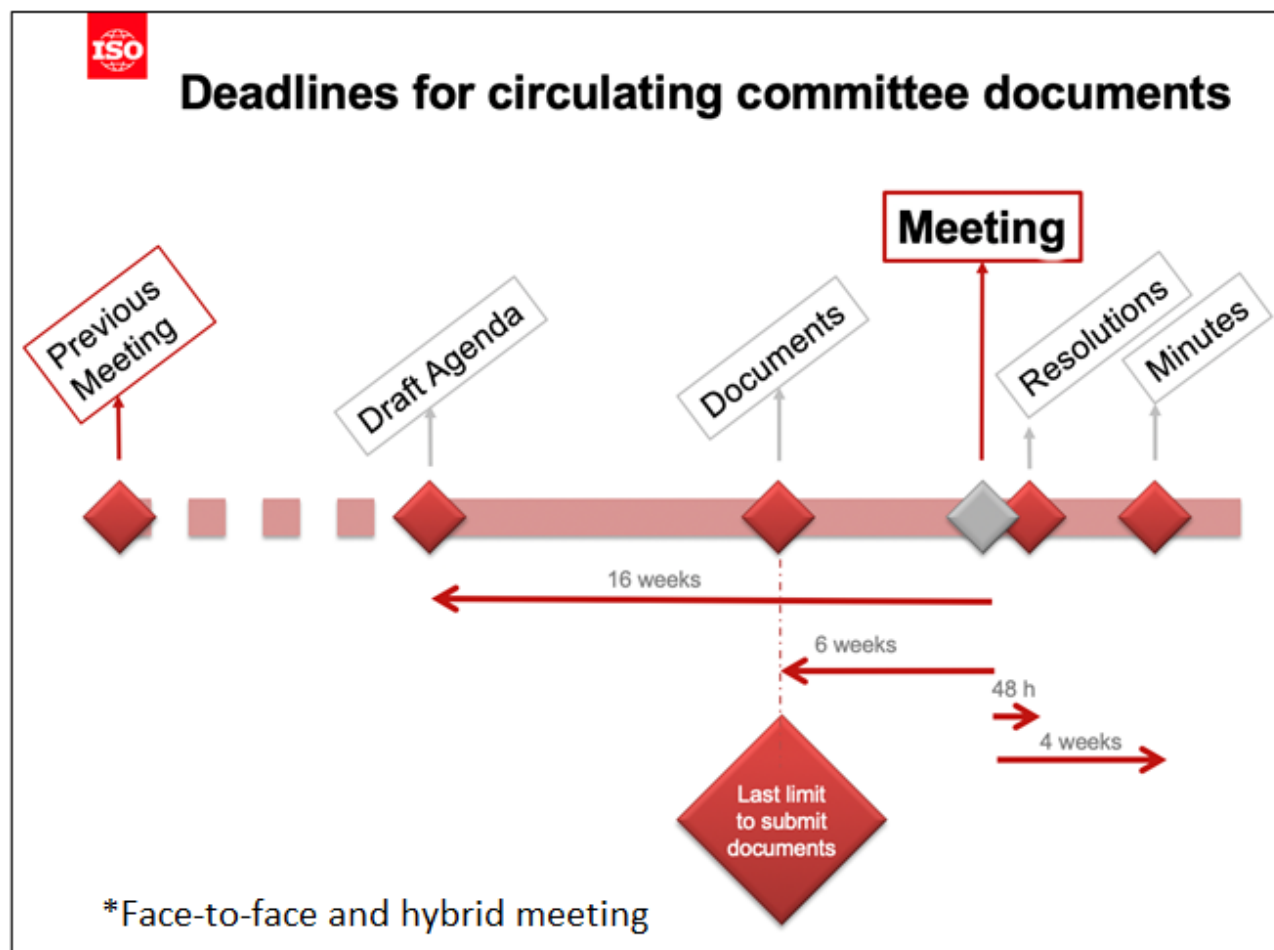 ISO
Deadlines for circulating committee documents
Previous
Meeting
Draft Agenda
Documents
Meeting
Resolutions
Minutes
16 weeks
6 weeks
48 h
4 weeks
Last limit
to submit
documents
*Face-to-face and hybrid meeting